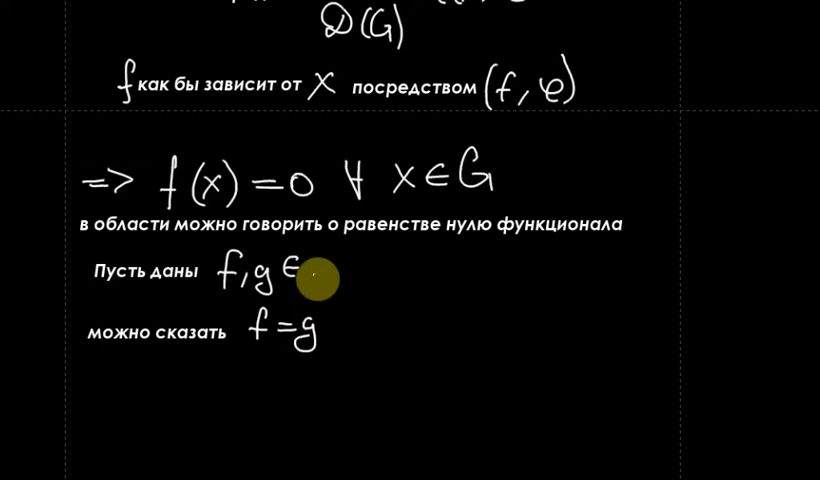 D(G)
f как бы зависит от x посредством (f, φ)
=> f(x) = 0 ∀ x ∈ G
в области можно говорить о равенстве нулю функционала
Пусть даны f, g ∈
можно сказать f = g